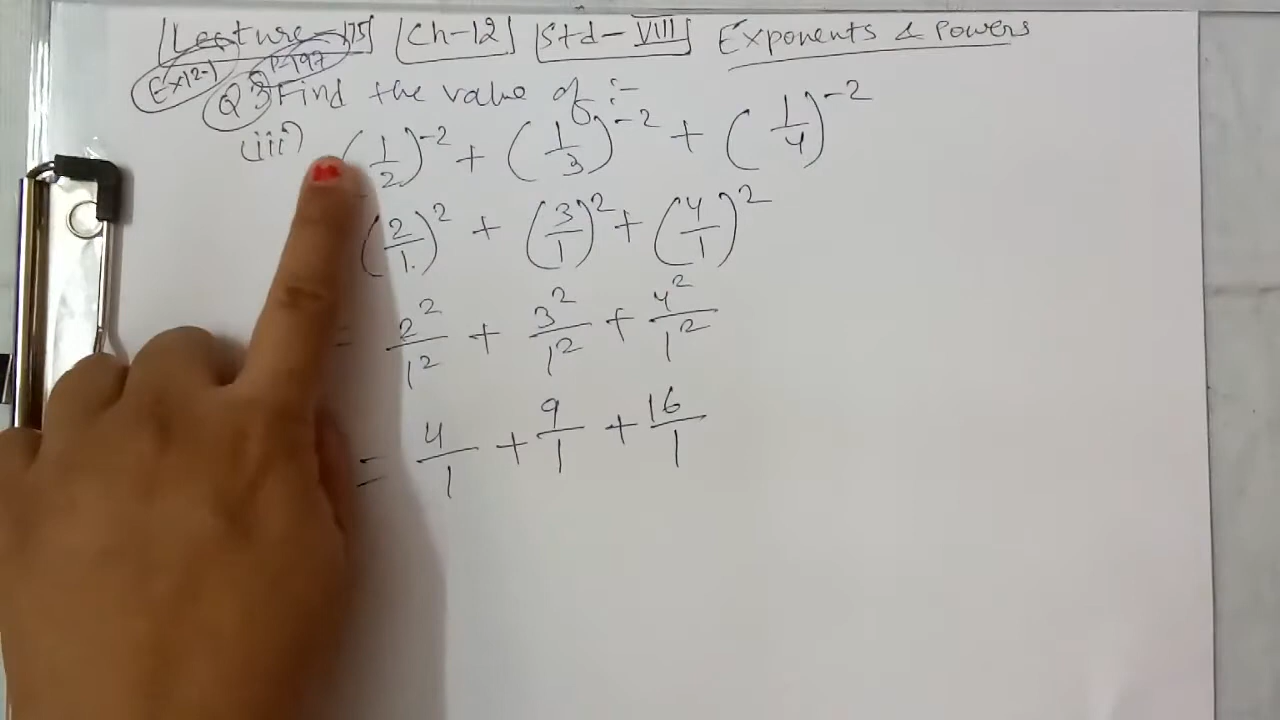 Lecture-175 Ch-12 Std-VIII Exponents & Powers
Ex12-1 P-197
Q3 Find the value of :-
(iii) (1/2)^-2 + (1/3)^-2 + (1/4)^-2
(2/1)^2 + (3/1)^2 + (4/1)^2
= 2^2/1^2 + 3^2/1^2 + 4^2/1^2
= 4/1 + 9/1 + 16/1